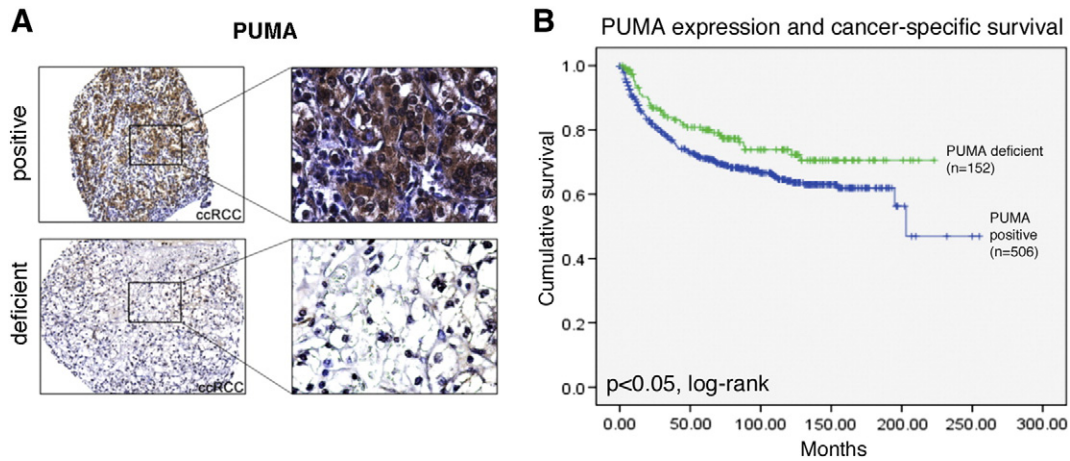 A
PUMA
positive
ccRCC
deficient
ccRCC
B
PUMA expression and cancer-specific survival
Cumulative survival
1.0
0.8
0.6
0.4
0.2
0.0
PUMA deficient
(n=152)
PUMA
positive
(n=506)
p<0.05, log-rank
0.00 50.00 100.00 150.00 200.00 250.00 300.00
Months